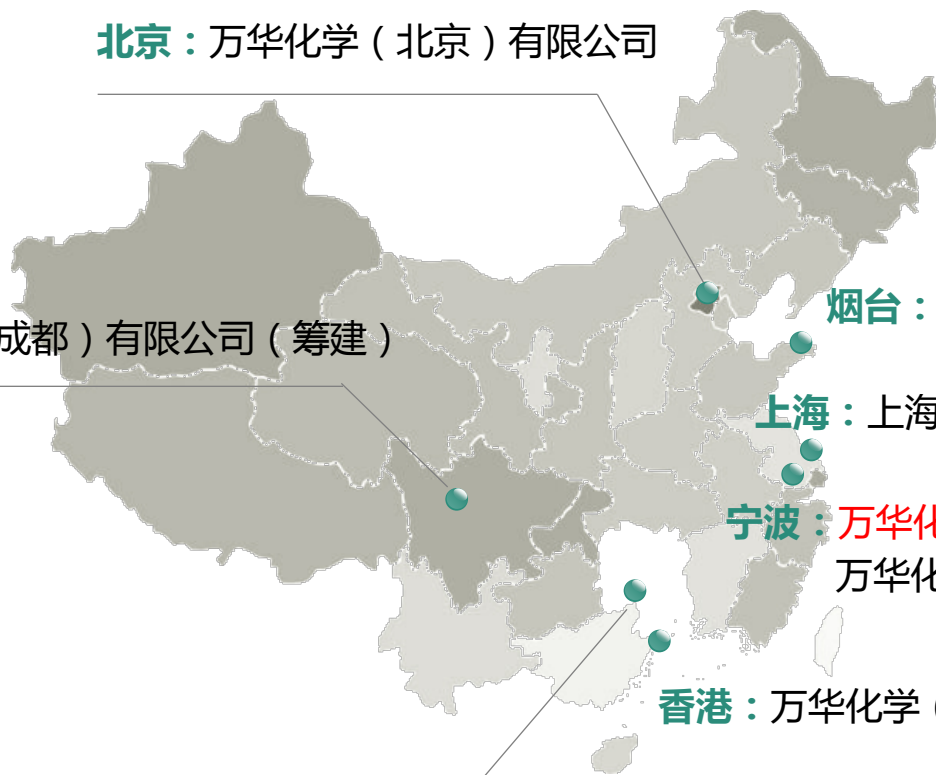 北京：万华化学（北京）有限公司
烟台：
成都）有限公司（筹建）
上海：上海
宁波：万华化
万华化
香港：万华化学（